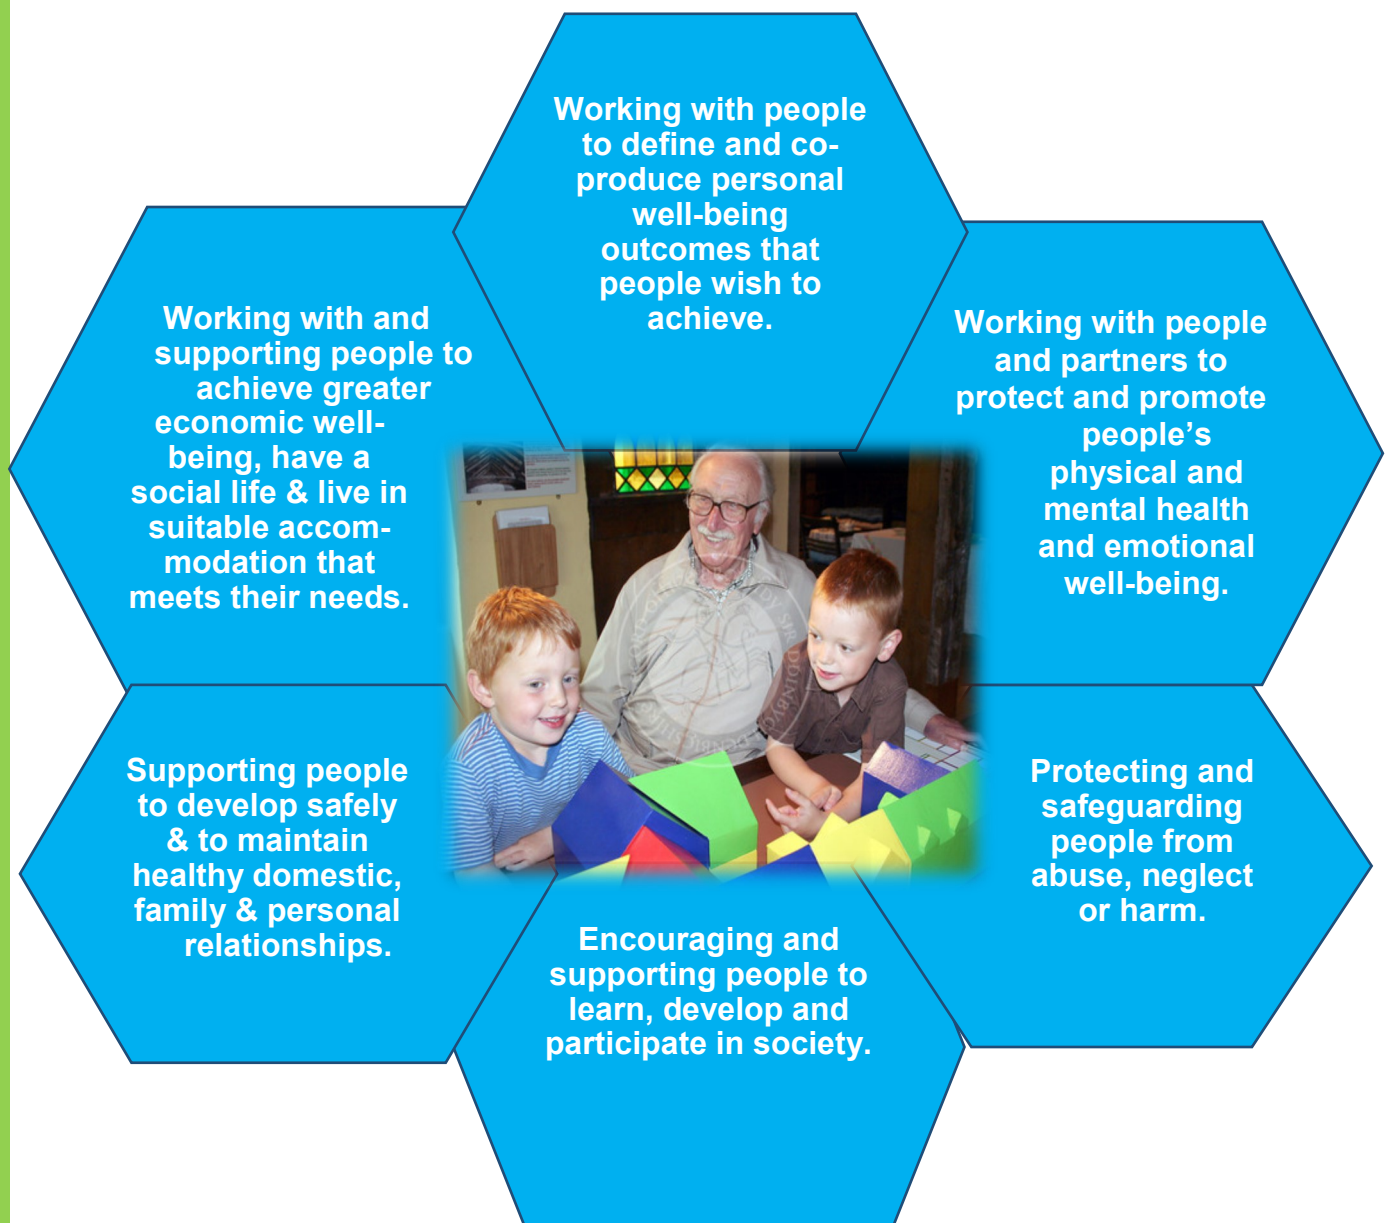 Working with people
to define and co-
produce personal
well-being
outcomes that
people wish to
achieve.
Working with people
and partners to
protect and promote
people’s
physical and
mental health
and emotional
well-being.
Protecting and
safeguarding
people from
abuse, neglect
or harm.
Encouraging and
supporting people to
learn, develop and
participate in society.
Supporting people
to develop safely
& to maintain
healthy domestic,
family & personal
relationships.
Working with and
supporting people to
achieve greater
economic well-
being, have a
social life & live in
suitable accom-
modation that
meets their needs.